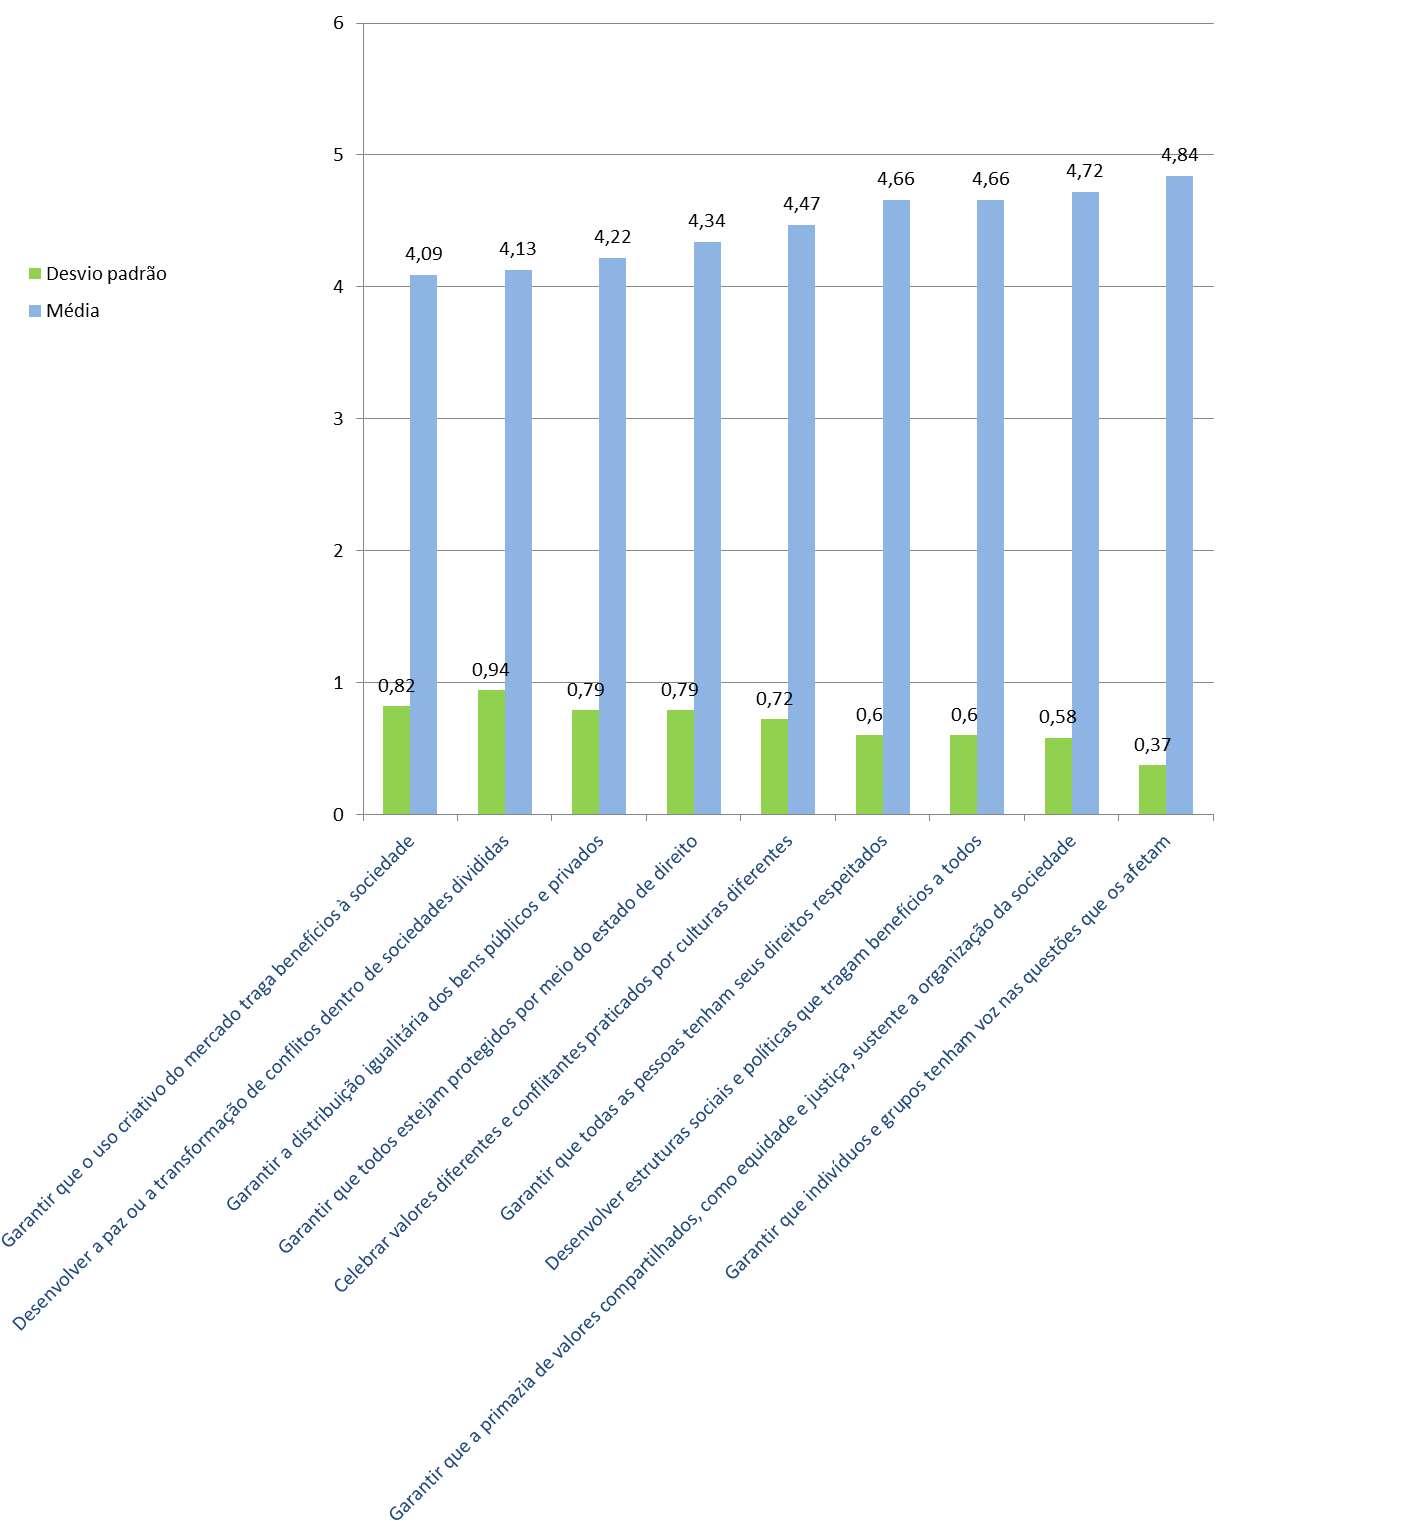 6
5
4
3
2
1
0
Desvio padrão
Média
4,09
4,13
4,22
4,34
4,47
4,66
4,66
4,72
4,84
0,82
0,94
0,79
0,79
0,72
0,6
0,6
0,58
0,37
Garantir que o uso criativo do mercado traga benefícios à sociedade
Desenvolver a paz ou a transformação de conflitos dentro de sociedades divididas
Garantir a distribuição igualitária dos bens públicos e privados
Garantir que todos estejam protegidos por meio do estado de direito
Celebrar valores diferentes e conflitantes praticados por culturas diferentes
Garantir que todas as pessoas tenham seus direitos respeitados
Desenvolver estruturas sociais e políticas que tragam benefícios a todos
Garantir que a primazia de valores compartilhados, como equidade e justiça, sustente a organização da sociedade
Garantir que indivíduos e grupos tenham voz nas questões que os afetam